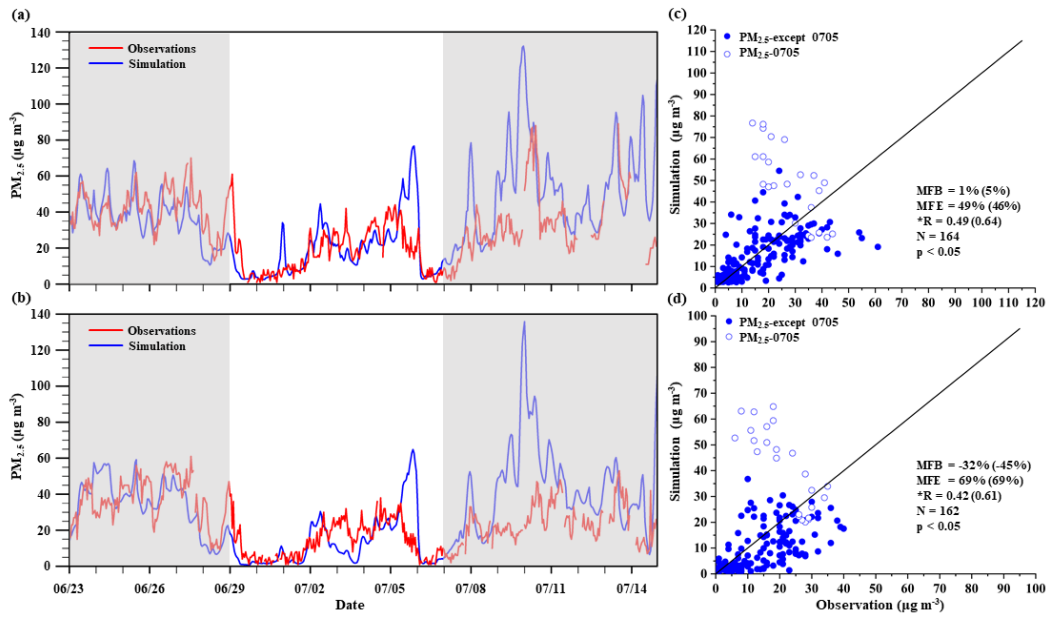 (a)
140
120
100
80
60
40
20
0
PM2.5 (μg m-3)
Observations
Simulation
(b)
140
120
100
80
60
40
20
0
PM2.5 (μg m-3)
Observations
Simulation
06/23 06/26 06/29 07/02 07/05 07/08 07/11 07/14
Date
(c)
120
110
100
90
80
70
60
50
40
30
20
10
0
Simulation (μg m-3)
PM2.5-except 0705
PM2.5-0705
MFB = 1% (5%)
MFE = 49% (46%)
*R = 0.49 (0.64)
N = 164
p < 0.05
0 10 20 30 40 50 60 70 80 90 100 110 120
(d)
100
90
80
70
60
50
40
30
20
10
0
Simulation (μg m-3)
PM2.5-except 0705
PM2.5-0705
MFB = -32% (-45%)
MFE = 69% (69%)
*R = 0.42 (0.61)
N = 162
p < 0.05
0 10 20 30 40 50 60 70 80 90 100
Observation (μg m-3)